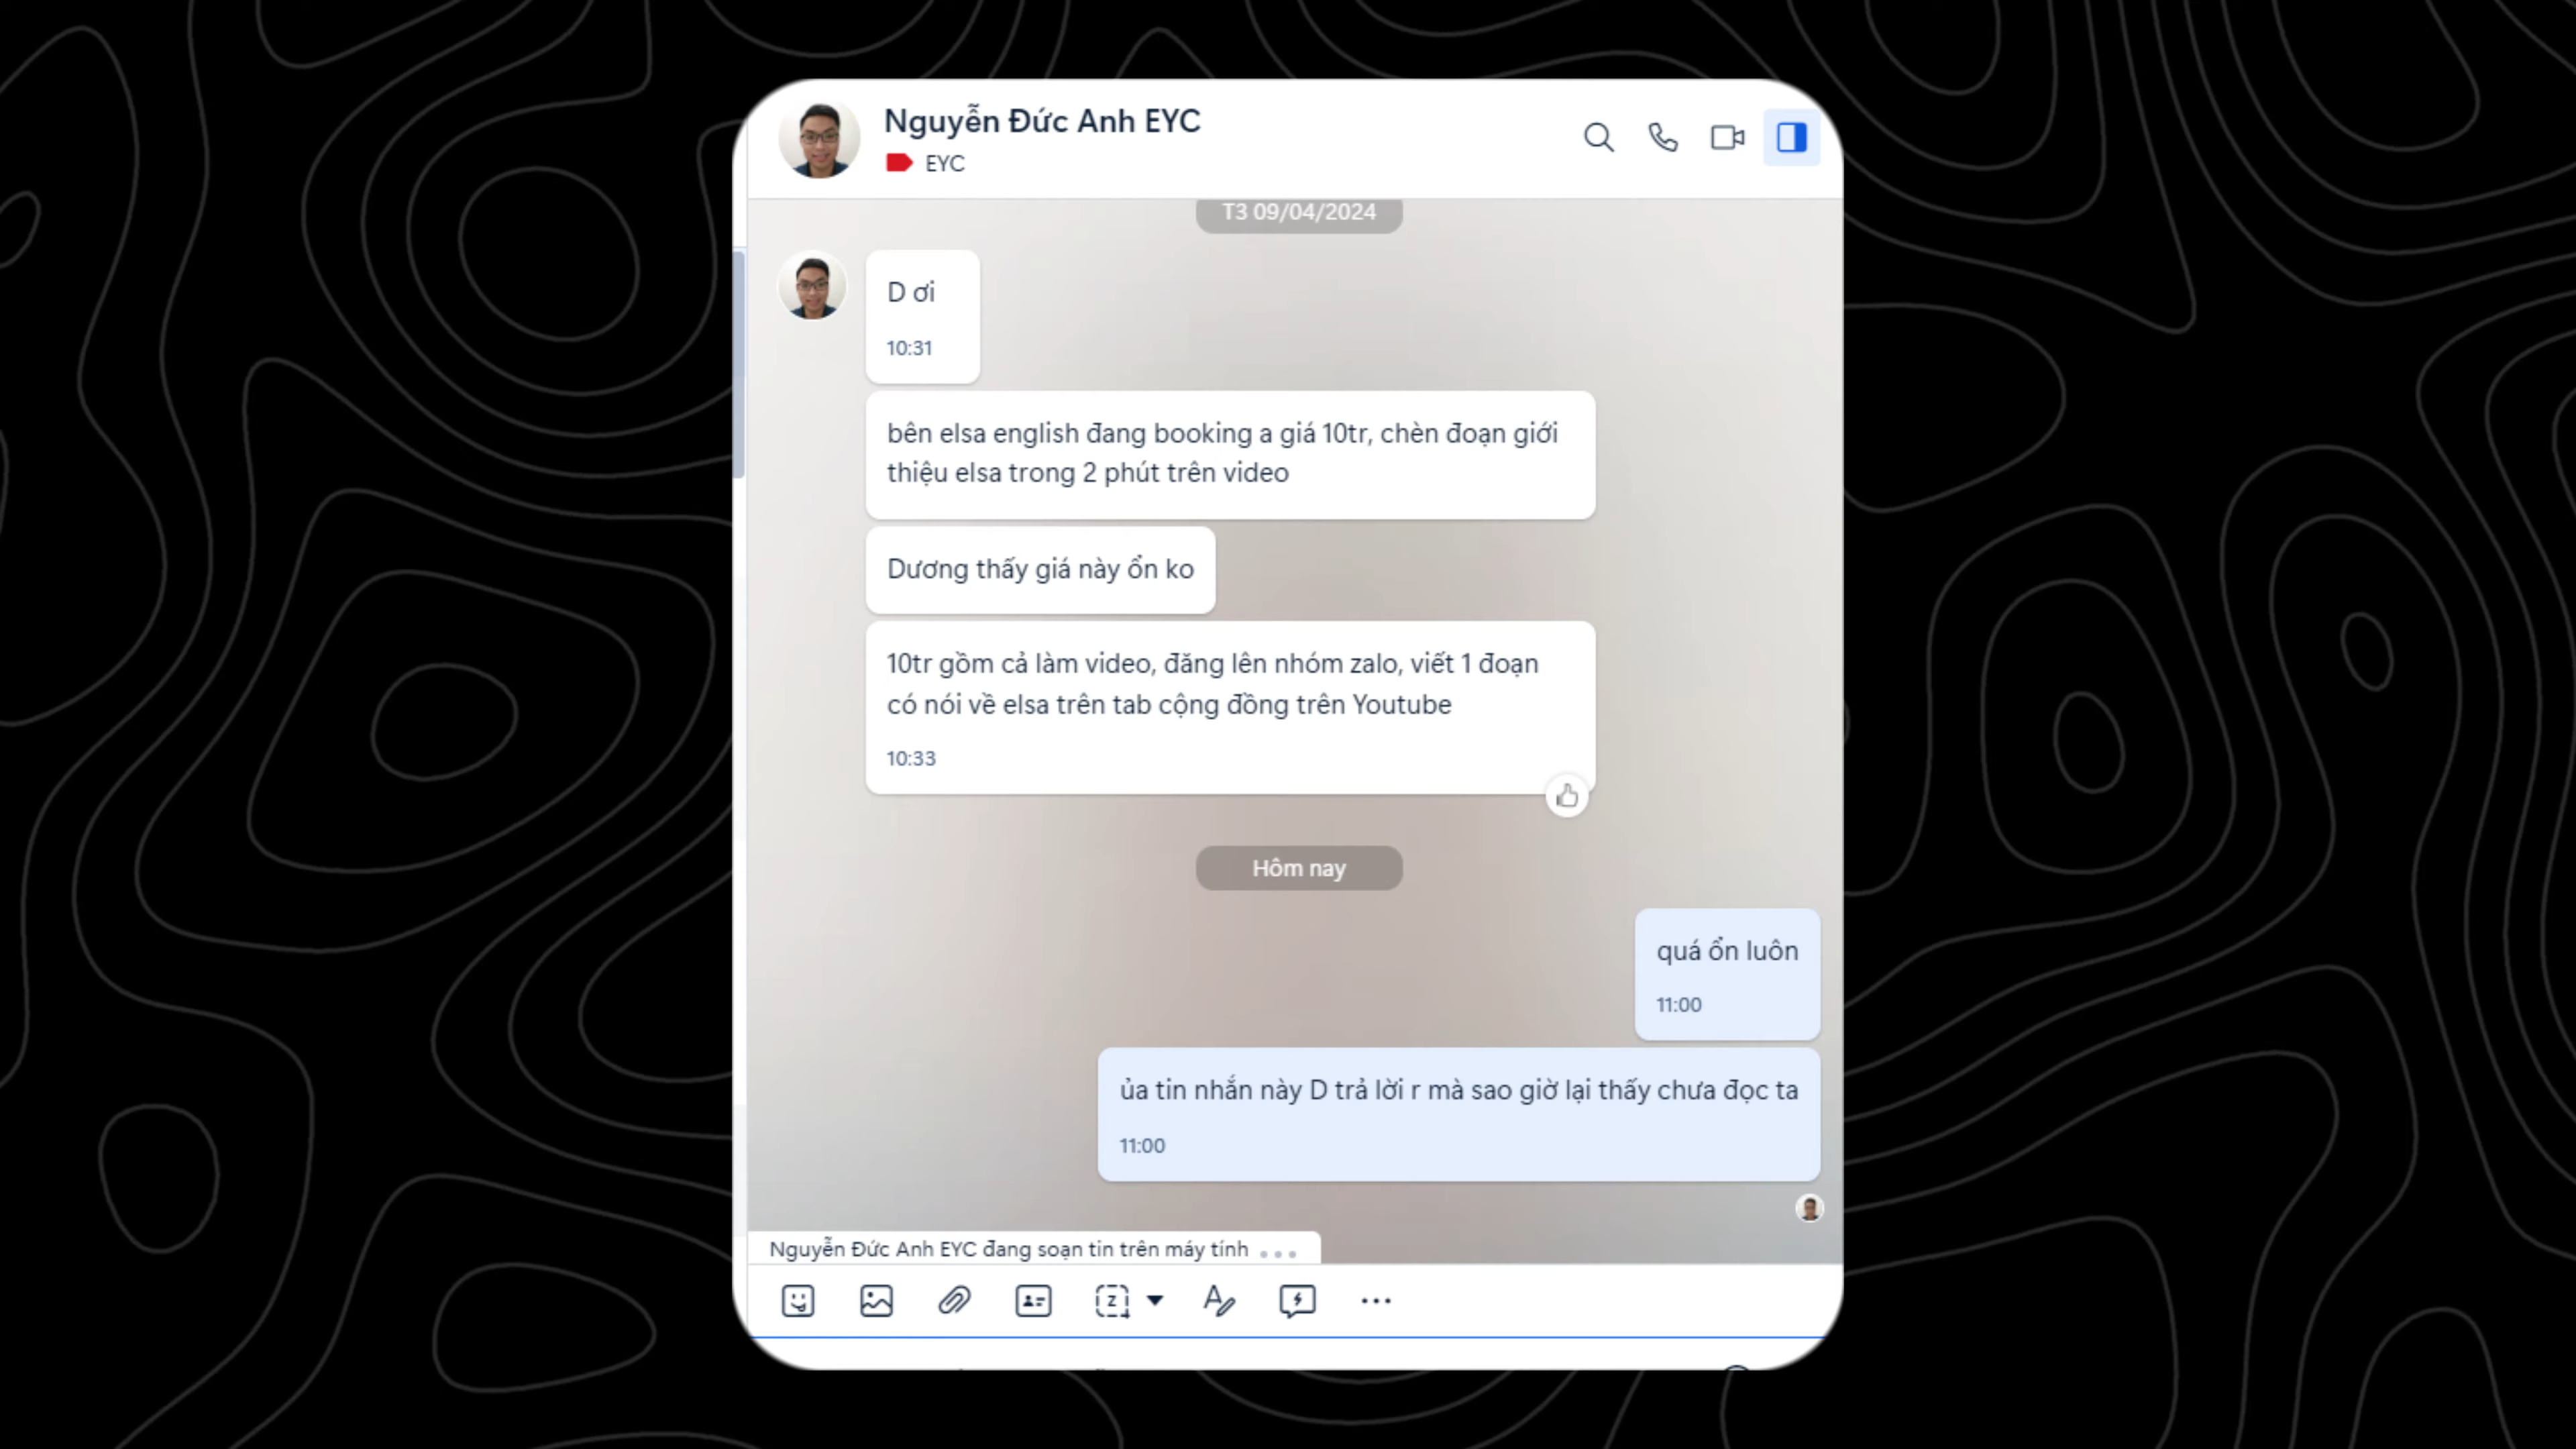 Nguyễn Đức Anh EYC
EYC
T3 09/04/2024
D ơi
10:31
bên elsa english đang booking a giá 10tr, chèn đoạn giới
thiệu elsa trong 2 phút trên video
Dương thấy giá này ổn ko
10tr gồm cả làm video, đăng lên nhóm zalo, viết 1 đoạn
có nói về elsa trên tab cộng đồng trên Youtube
10:33
Hôm nay
quá ổn luôn
11:00
ủa tin nhắn này D trả lời r mà sao giờ lại thấy chưa đọc ta
11:00
Nguyễn Đức Anh EYC đang soạn tin trên máy tính